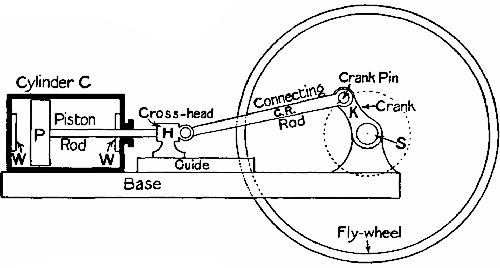 Cylinder C
Crank Pin
Connecting
Crank
Cross-head
C.R.
K
Piston
P
H
Rod
S
Rod
W
W
Guide
Base
Fly-wheel